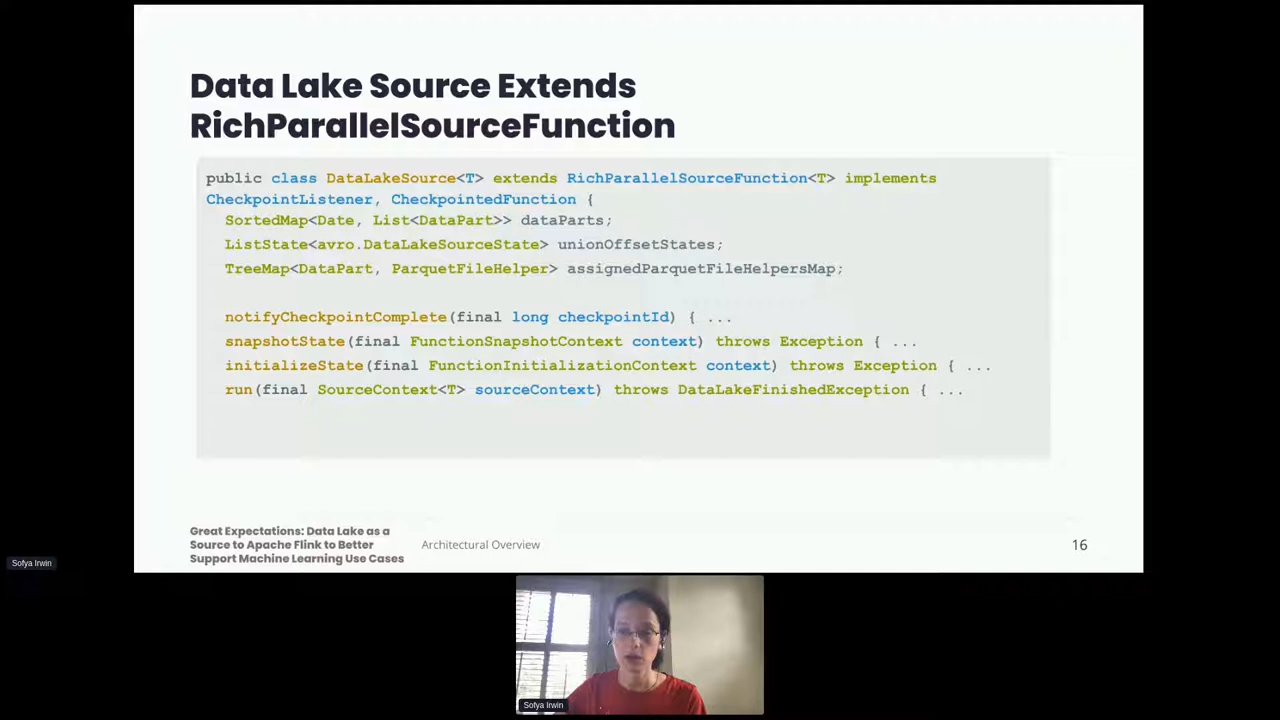 Data Lake Source Extends
RichParallelSourceFunction
public class DataLakeSource<T> extends RichParallelSourceFunction<T> implements
CheckpointListener, CheckpointedFunction {
SortedMap<Date, List<DataPart>> dataParts;
ListState<avro.DataLakeSourceState> unionOffsetStates;
TreeMap<DataPart, ParquetFileHelper> assignedParquetFileHelpersMap;
notifyCheckpointComplete(final long checkpointId) { ...
snapshotState(final FunctionSnapshotContext context) throws Exception { ...
initializeState(final FunctionInitializationContext context) throws Exception { ...
run(final SourceContext<T> sourceContext) throws DataLakeFinishedException { ...
Great Expectations: Data Lake as a
Source to Apache Flink to Better
Support Machine Learning Use Cases
Architectural Overview
16
Sofya Irwin
Sofya Irwin